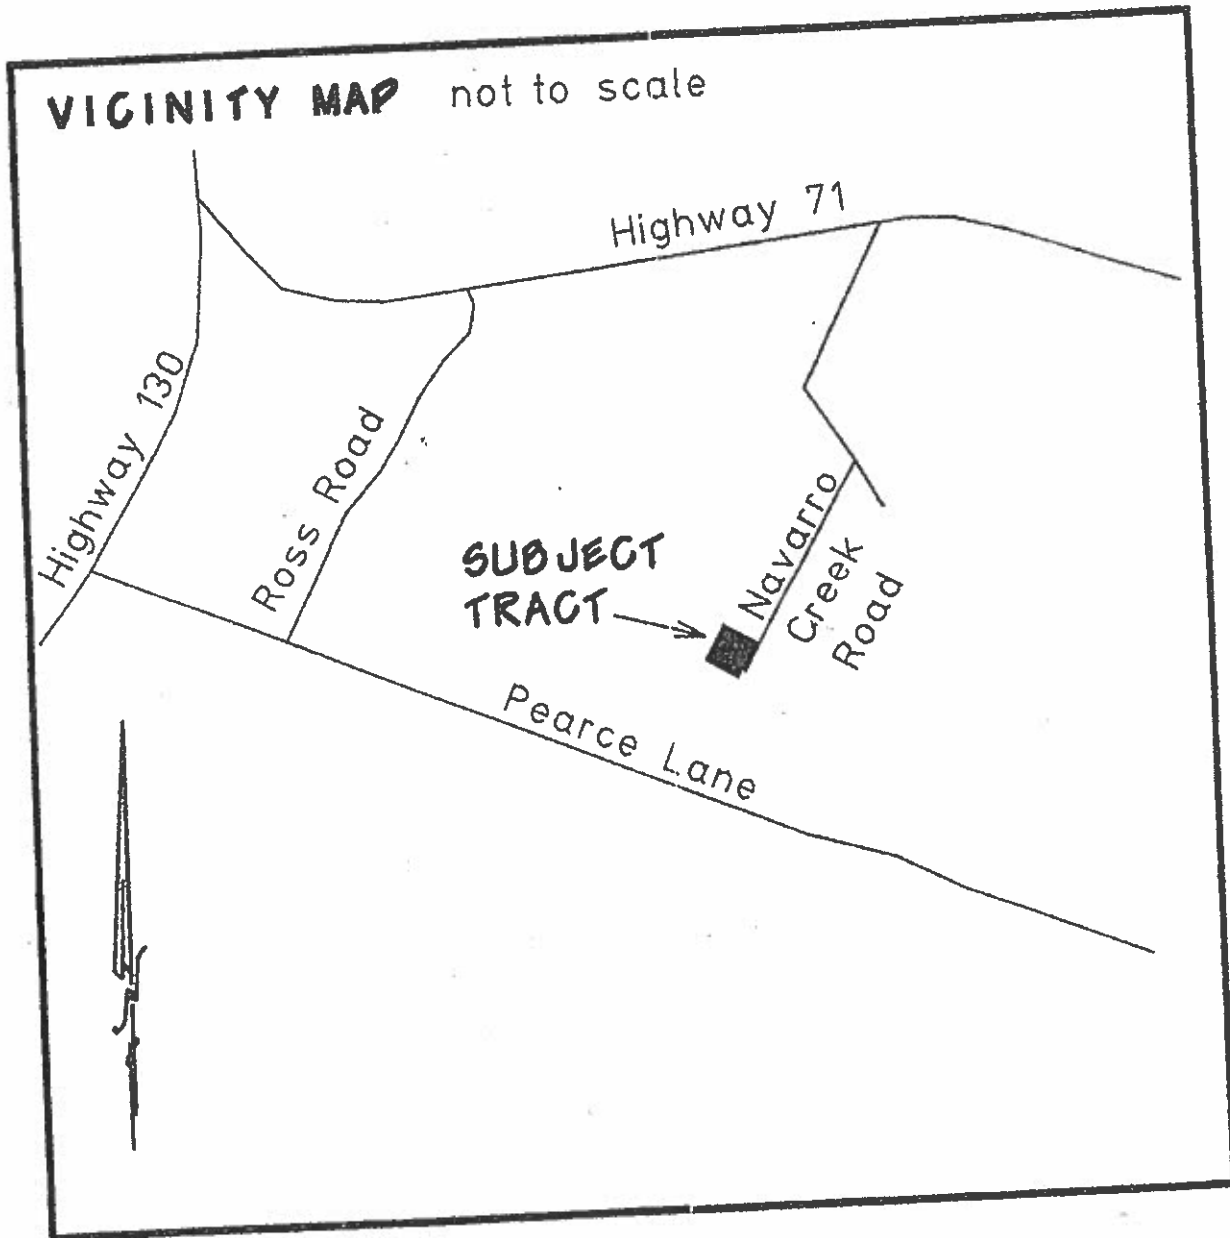 VICINITY MAP not to scale
Highway 71
Highway 130
Ross Road
SUBJECT
TRACT
Navarro
Creek
Road
Pearce Lane
N